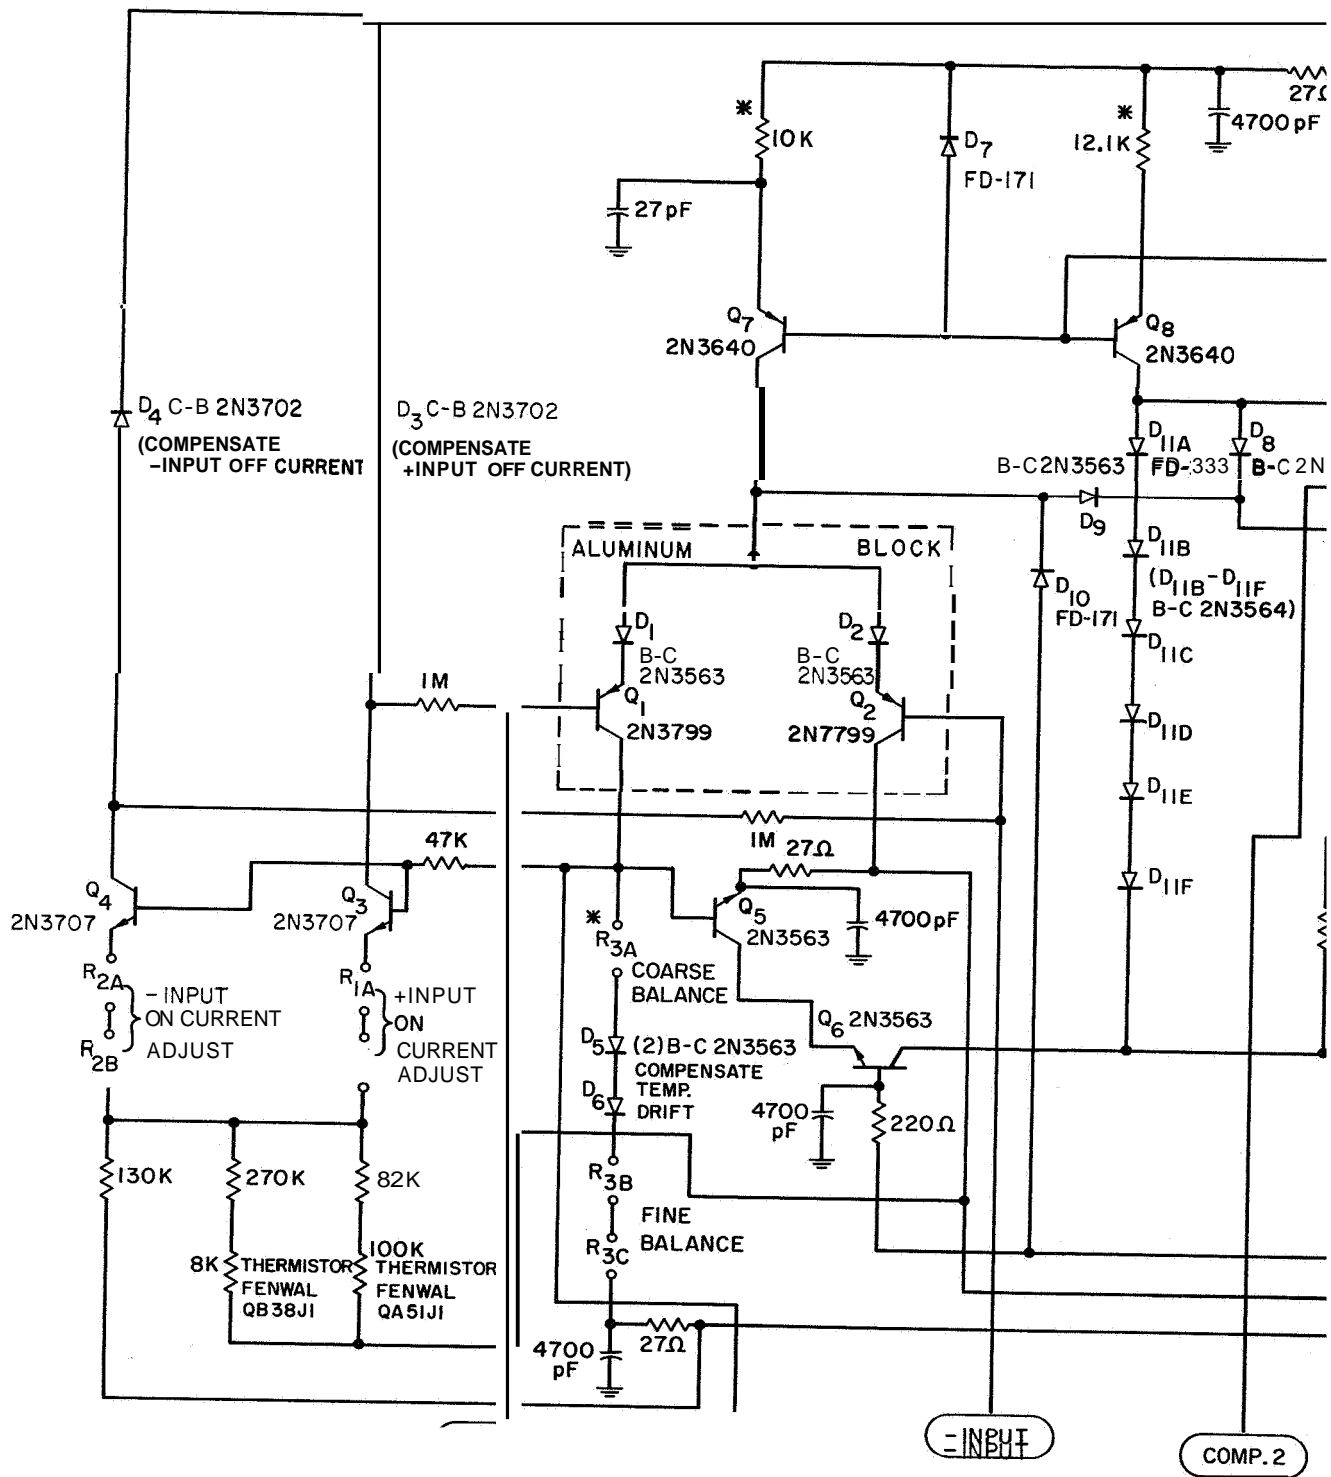 27Ω
4700 pF
*
10K
D7
FD-171
*
12.1K
27pF
Q7
2N3640
Q8
2N3640
D4 C-B 2N3702
(COMPENSATE
-INPUT OFF CURRENT
D3 C-B 2N3702
(COMPENSATE
+INPUT OFF CURRENT)
D11A
FD-333
D8
B-C 2N
B-C 2N3563
D9
ALUMINUM BLOCK
D11B
(D11B-D11F
B-C 2N3564)
D10
FD-171
D1
B-C
2N3563
D2
B-C
2N3563
D11C
1M
Q1
2N3799
Q2
2N7799
D11D
D11E
1M
47K
27Ω
D11F
Q4
2N3707
Q3
2N3707
Q5
2N3563
4700pF
*
R3A
COARSE
BALANCE
R2A
-INPUT
ON CURRENT
ADJUST
R2B
R1A
+INPUT
ON
CURRENT
ADJUST
Q6 2N3563
D5 (2) B-C 2N3563
COMPENSATE
TEMP.
DRIFT
D6
4700
pF
220Ω
130K
270K
82K
R3B
FINE
BALANCE
R3C
8K THERMISTOR
FENWAL
QB38J1
100K
THERMISTOR
FENWAL
QA51J1
4700
pF
27Ω
-INPUT
-INPUT
COMP. 2